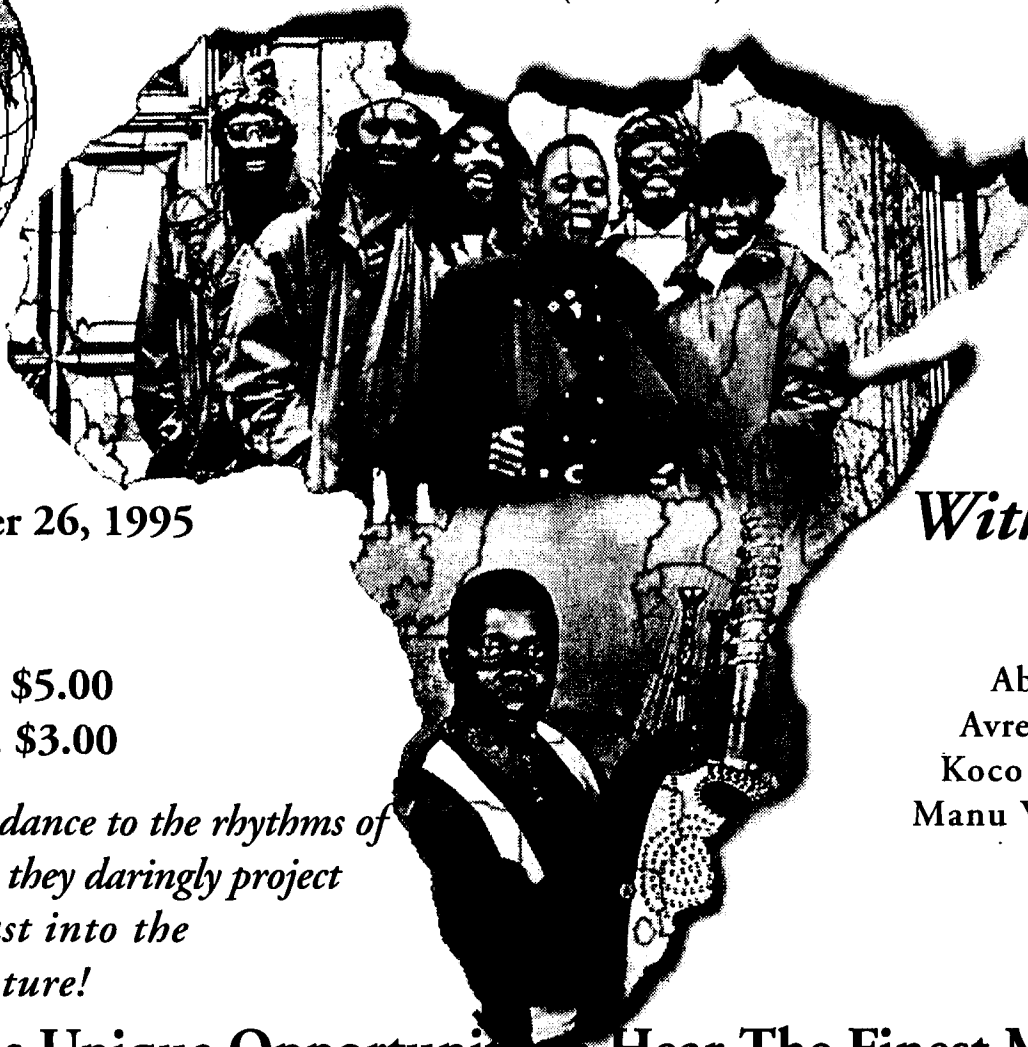 er 26, 1995
With
$5.00
$3.00
Ab
Avre
Koco
Manu V
dance to the rhythms of
they daringly project
st into the
ture!
Unique Opportuni Hear The Finest M